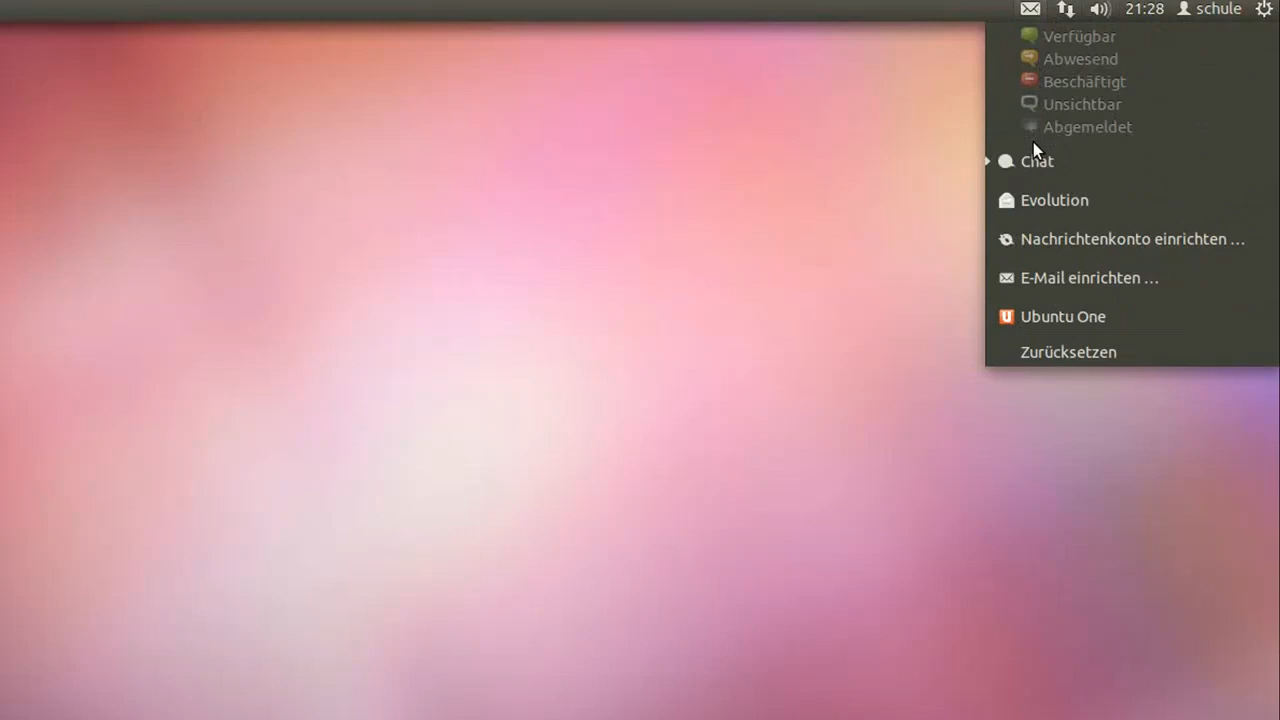 21:28 schule
Verfügbar
Abwesend
Beschäftigt
Unsichtbar
Abgemeldet
Chat
Evolution
Nachrichtenkonto einrichten …
E-Mail einrichten …
Ubuntu One
Zurücksetzen